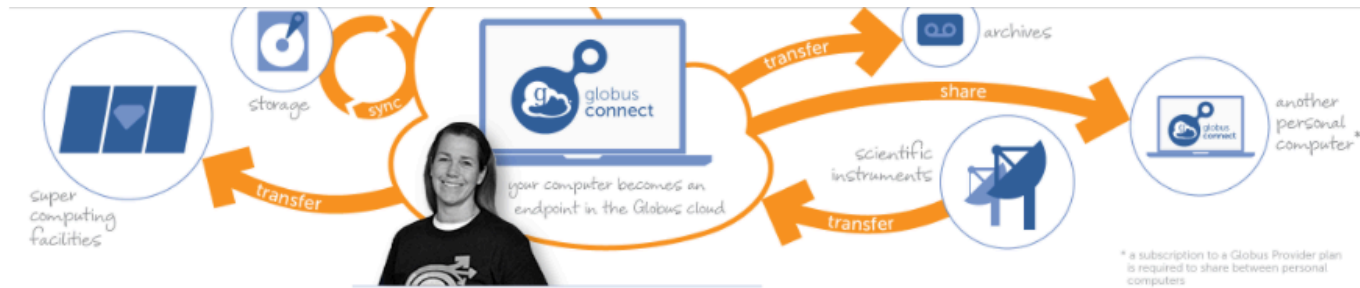 transfer
archives
sync
storage
g
globus
connect
share
g
globus
connect
another
personal
computer *
scientific
instruments
your computer becomes an
endpoint in the Globus cloud
transfer
super
computing
facilities
transfer
* a subscription to a Globus Provider plan
is required to share between personal
computers